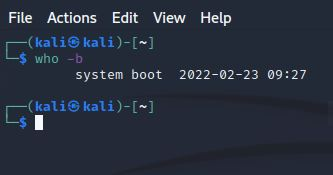 File Actions Edit View Help
┌──(kali㉿kali)-[~]
└─$ who -b
         system boot  2022-02-23 09:27

┌──(kali㉿kali)-[~]
└─$